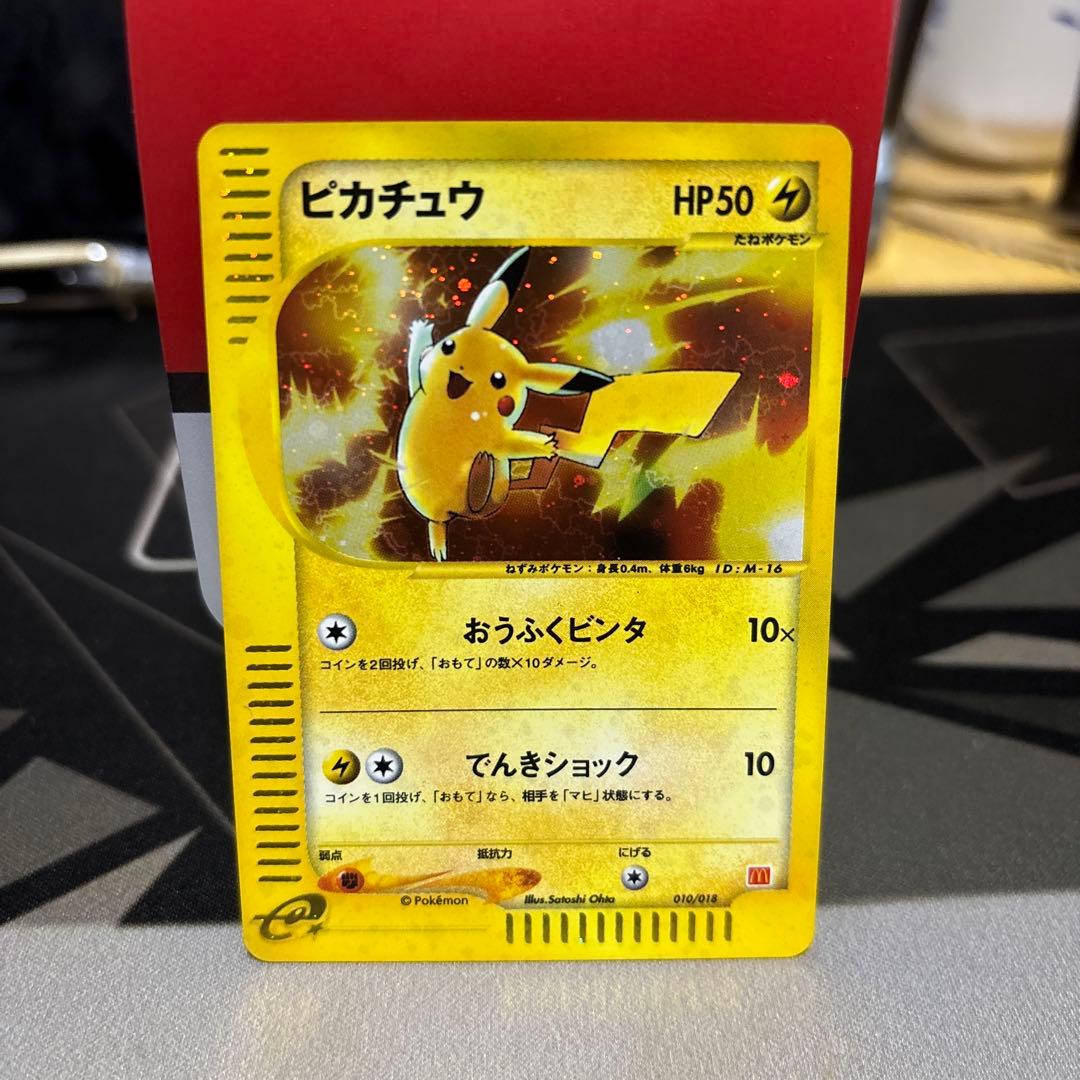 ピカチュウ HP50
たねポケモン
ねずみポケモン：身長0.4m、体重6kg ID:M-16
おうふくビンタ 10×
コインを2回投げ、「おもて」の数×10ダメージ。
でんきショック 10
コインを1回投げ、「おもて」なら、相手を「マヒ」状態にする。
弱点 抵抗力 にげる
©Pokémon Illus.Satoshi Ohta 010/018
e